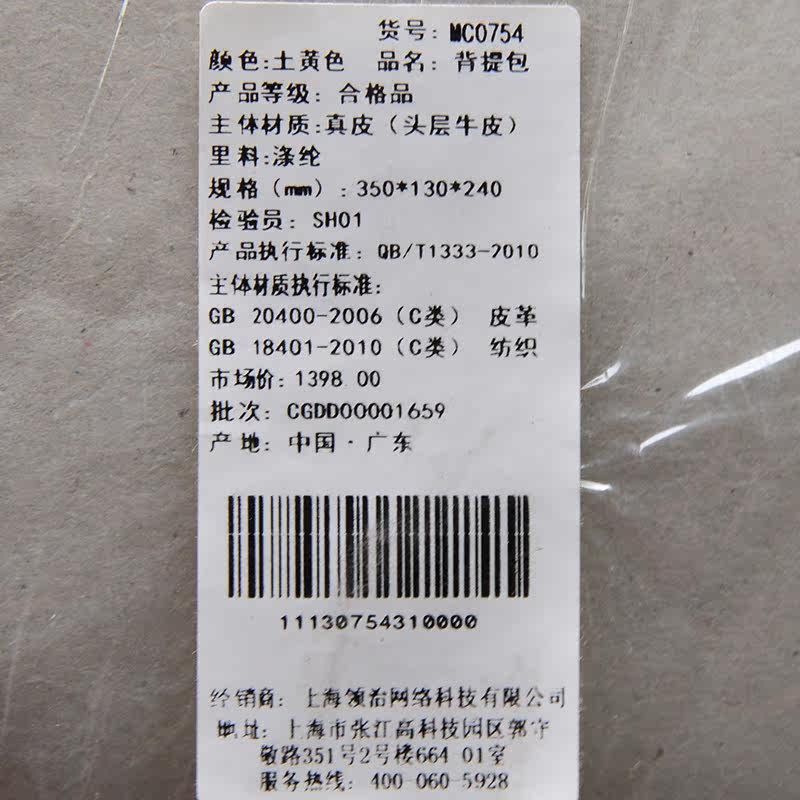 货号: MC0754
颜色:土黄色 品名: 背提包
产品等级: 合格品
主体材质:真皮(头层牛皮)
里料:涤纶
规格(mm):350*130*240
检验员: SH01
产品执行标准: QB/T1333-2010
主体材质执行标准:
GB 20400-2006(C类) 皮革
GB 18401-2010(C类) 纺织
市场价: 1398.00
批次: CGDD00001659
产地: 中国·广东
11130754310000
经销商: 上海领治网络科技有限公司
地址: 上海市张江高科技园区郭守
敬路351号2号楼664 01室
服务热线: 400-060-5928